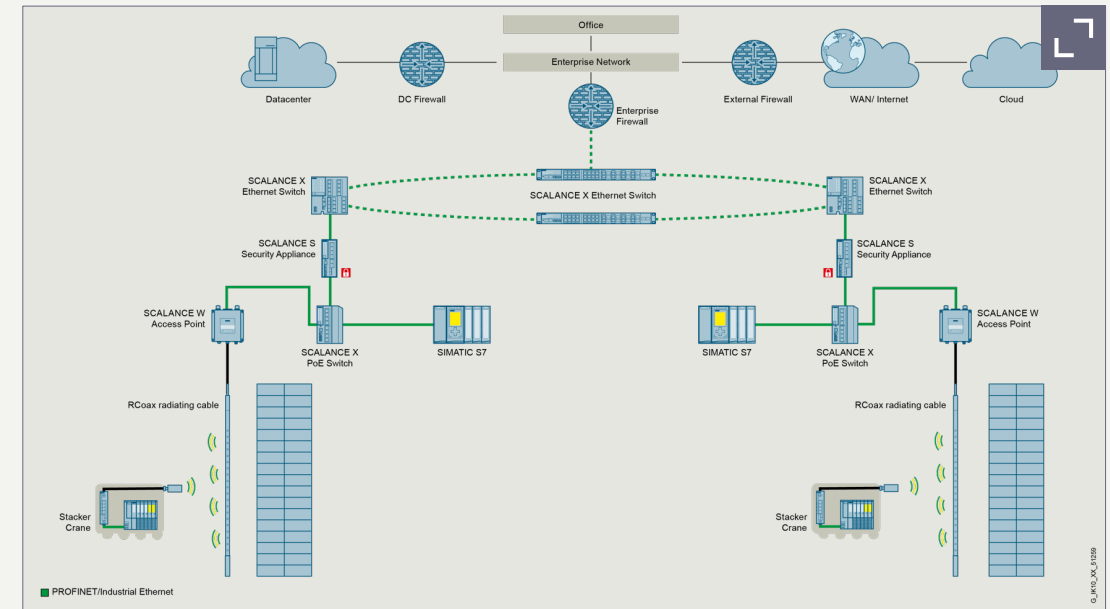 Office
Enterprise Network
Datacenter
DC Firewall
Enterprise
Firewall
External Firewall
WAN/ Internet
Cloud
SCALANCE X
Ethernet Switch
SCALANCE X Ethernet Switch
SCALANCE X
Ethernet Switch
SCALANCE S
Security Appliance
SCALANCE S
Security Appliance
SCALANCE W
Access Point
SCALANCE X
PoE Switch
SIMATIC S7
SIMATIC S7
SCALANCE X
PoE Switch
SCALANCE W
Access Point
RCoax radiating cable
RCoax radiating cable
Stacker
Crane
Stacker
Crane
PROFINET/Industrial Ethernet
G_IK10_XX_51259